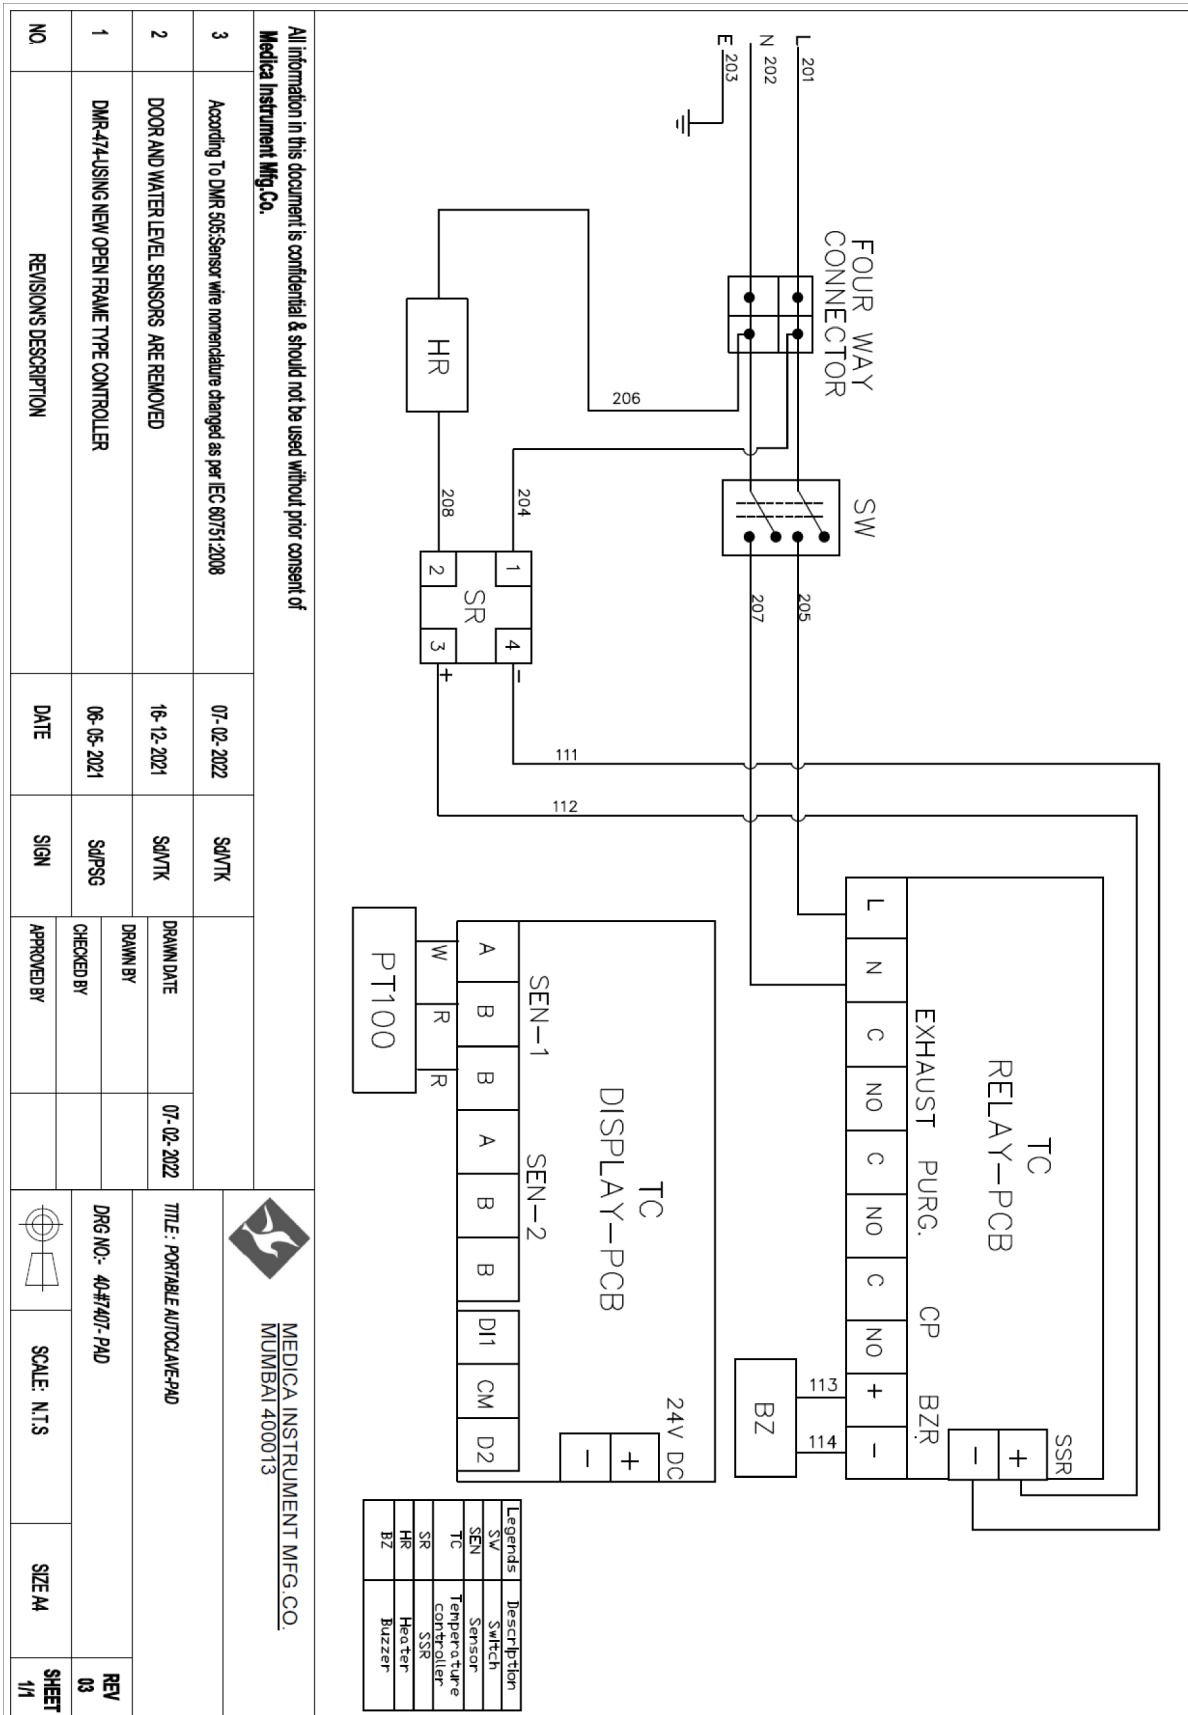 L
201
N 202
E
203
FOUR WAY
CONNECTOR
SW
206
HR
204
208
1
2
SR
4
3
−
+
205
207
111
112
TC
RELAY-PCB
EXHAUST PURG. CP BZR
L N C NO C NO C NO + −
SSR
− +
113
114
BZ
TC
DISPLAY-PCB
SEN-1 SEN-2
A B B A B B DI1 CM D2
24V DC
− +
W
R
R
PT100
Legends Description
SW Switch
SEN Sensor
TC Temperature
controller
SR SSR
HR Heater
BZ Buzzer
All information in this document is confidential & should not be used without prior consent of
Medica Instrument Mfg.Co.
3 According To DMR 505:Sensor wire nomenclature changed as per IEC 60751:2008 07-02-2022 Sd/VTK
2 DOOR AND WATER LEVEL SENSORS ARE REMOVED 16-12-2021 Sd/VTK
1 DMR-474-USING NEW OPEN FRAME TYPE CONTROLLER 06-05-2021 Sd/PSG
NO. REVISION'S DESCRIPTION DATE SIGN
DRAWN DATE 07-02-2022
DRAWN BY
CHECKED BY
APPROVED BY
MEDICA INSTRUMENT MFG.CO.
MUMBAI 400013
TITLE : PORTABLE AUTOCLAVE-PAD
DRG NO:- 40-#7407-PAD
REV
03
SCALE: N.T.S
SIZE A4
SHEET
1/1